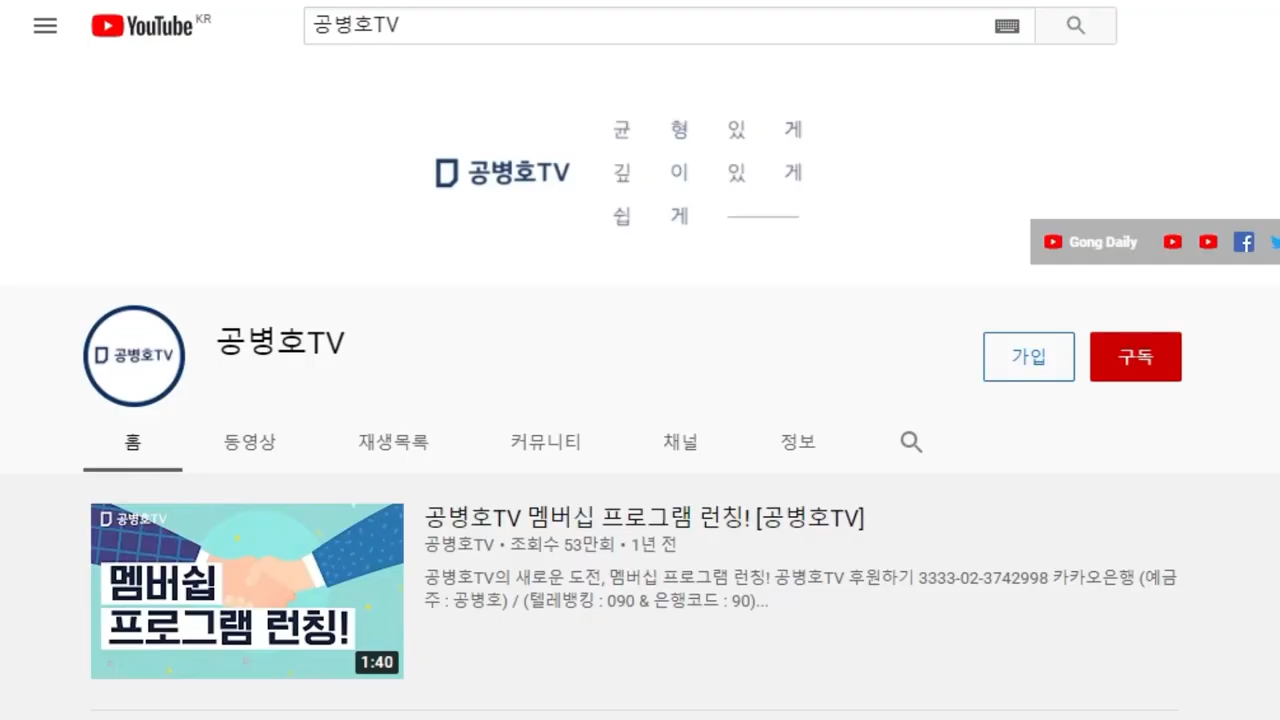 YouTube KR
공병호TV
공병호TV
균 형 있 게
깊 이 있 게
쉽 게
Gong Daily
공병호TV
공병호TV
가입
구독
홈
동영상
재생목록
커뮤니티
채널
정보
공병호TV
멤버쉽
프로그램 런칭!
1:40
공병호TV 멤버십 프로그램 런칭! [공병호TV]
공병호TV • 조회수 53만회 • 1년 전
공병호TV의 새로운 도전, 멤버십 프로그램 런칭! 공병호TV 후원하기 3333-02-3742998 카카오은행 (예금
주 : 공병호) / (텔레뱅킹 : 090 & 은행코드 : 90)...